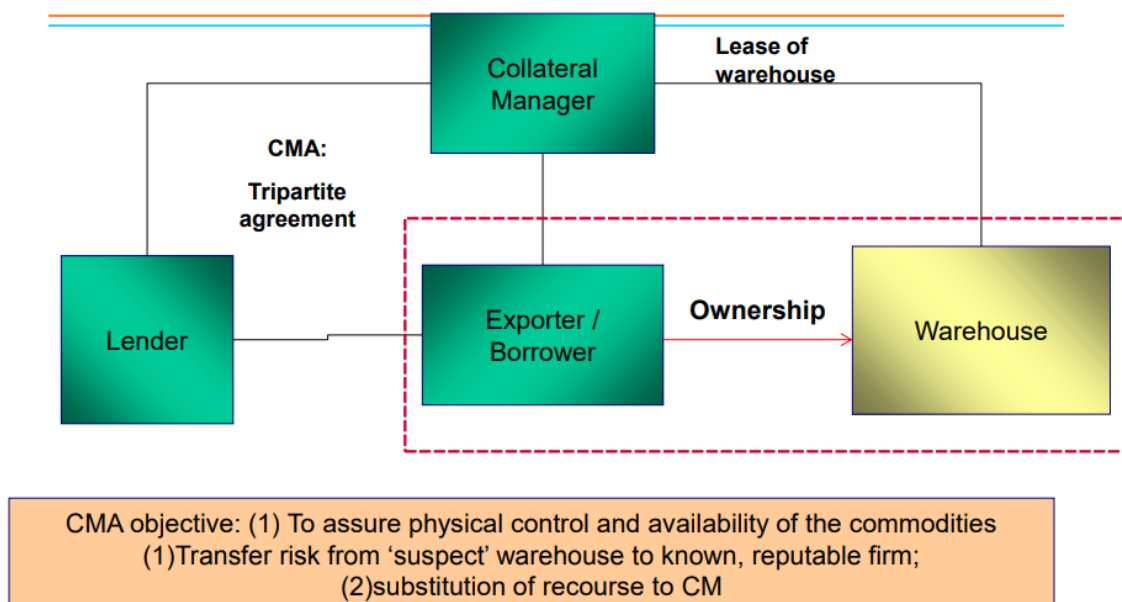 Collateral
Manager
Lease of
warehouse
CMA:
Tripartite
agreement
Lender
Exporter /
Borrower
Ownership
Warehouse
CMA objective: (1) To assure physical control and availability of the commodities
(1)Transfer risk from ‘suspect’ warehouse to known, reputable firm;
(2)substitution of recourse to CM